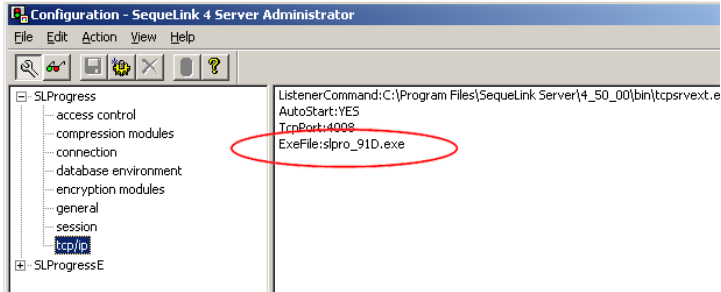 Configuration - SequeLink 4 Server Administrator
File Edit Action View Help
SLProgress
access control
compression modules
connection
database environment
encryption modules
general
session
tcp/ip
SLProgressE
ListenerCommand:C:\Program Files\SequeLink Server\4_50_00\bin\tcpsrvext.e
AutoStart:YES
TcpPort:4008
ExeFile:slpro_91D.exe